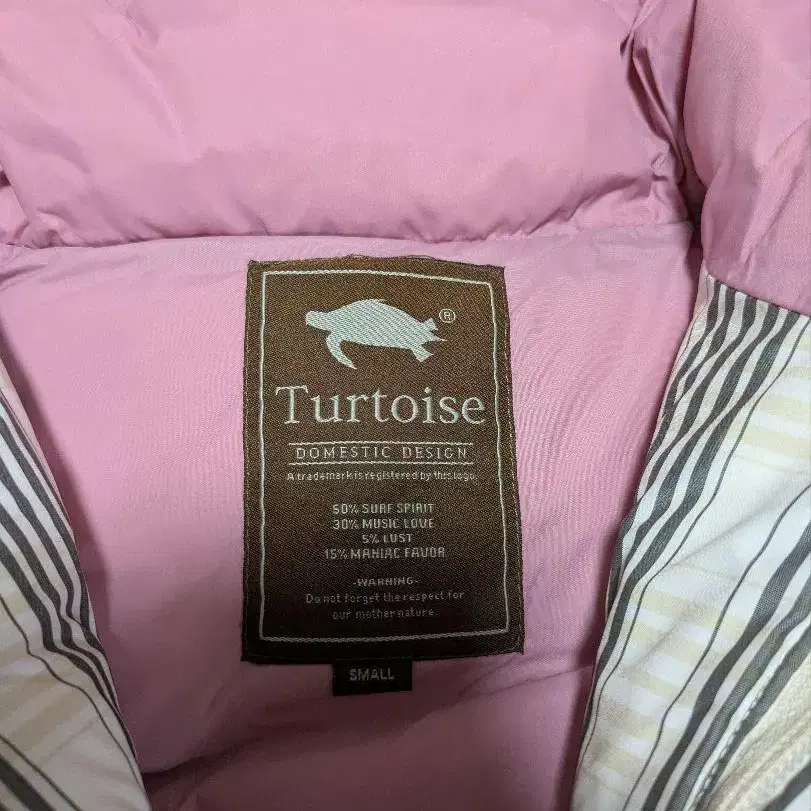 ®
Turtoise
DOMESTIC DESIGN
A trademark is registered by this logo.
50% SURF SPIRIT
30% MUSIC LOVE
5% LUST
15% MANIAC FAVOR
-WARNING-
Do not forget the respect for
our mother nature.
SMALL